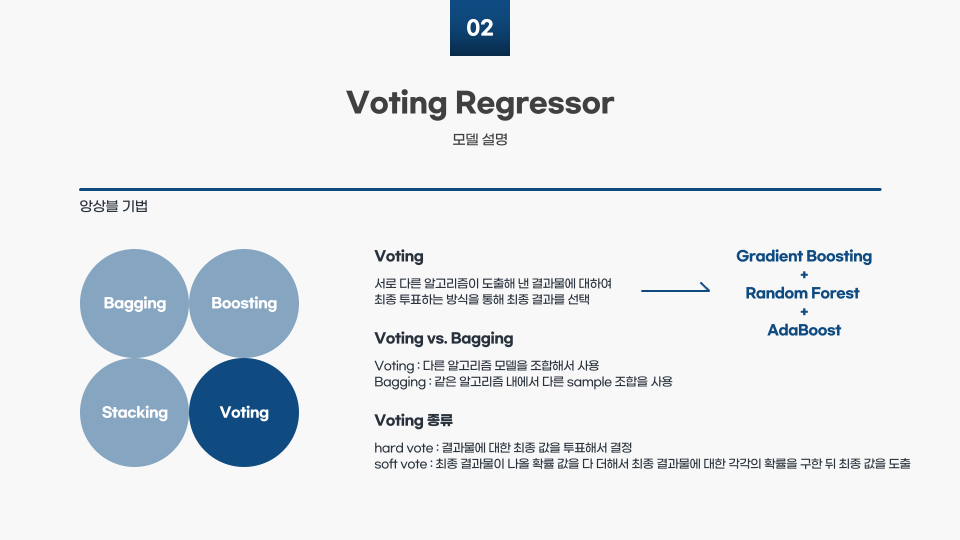 02
Voting Regressor
모델 설명
앙상블 기법
Bagging
Boosting
Stacking
Voting
Voting
서로 다른 알고리즘이 도출해 낸 결과물에 대하여
최종 투표하는 방식을 통해 최종 결과를 선택
Gradient Boosting
+
Random Forest
+
AdaBoost
Voting vs. Bagging
Voting : 다른 알고리즘 모델을 조합해서 사용
Bagging : 같은 알고리즘 내에서 다른 sample 조합을 사용
Voting 종류
hard vote : 결과물에 대한 최종 값을 투표해서 결정
soft vote : 최종 결과물이 나올 확률 값을 다 더해서 최종 결과물에 대한 각각의 확률을 구한 뒤 최종 값을 도출